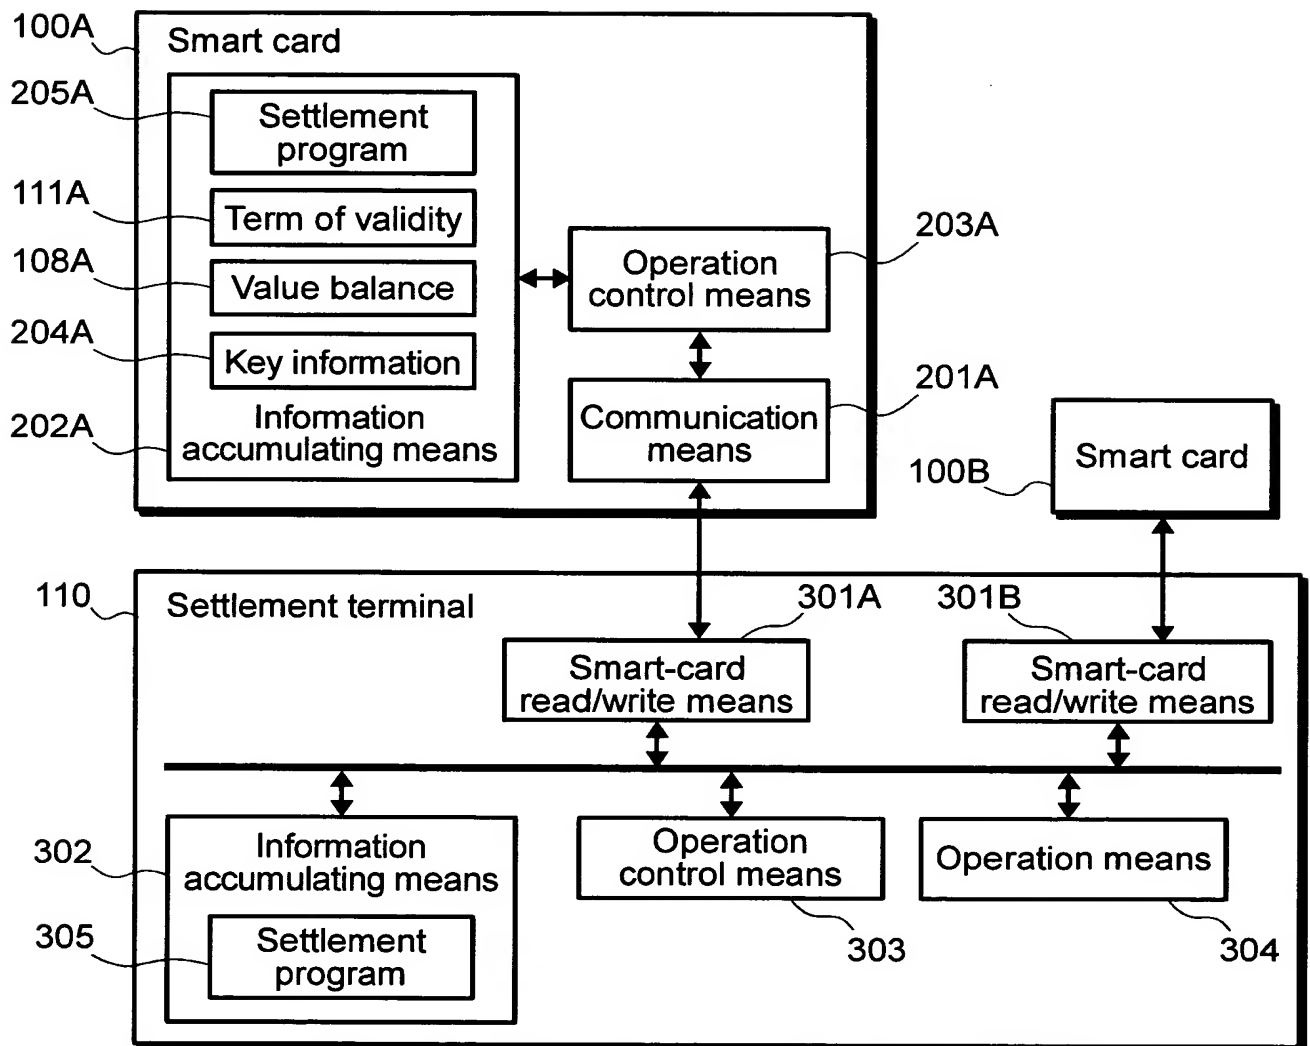 100A
Smart card
205A
Settlement
program
111A
Term of validity
203A
108A
Value balance
Operation
control means
204A
Key information
201A
202A
Information
accumulating means
Communication
means
Smart card
100B
110
Settlement terminal
301A
301B
Smart-card
read/write means
Smart-card
read/write means
302
Information
accumulating means
Operation
control means
Operation means
305
Settlement
program
303
304